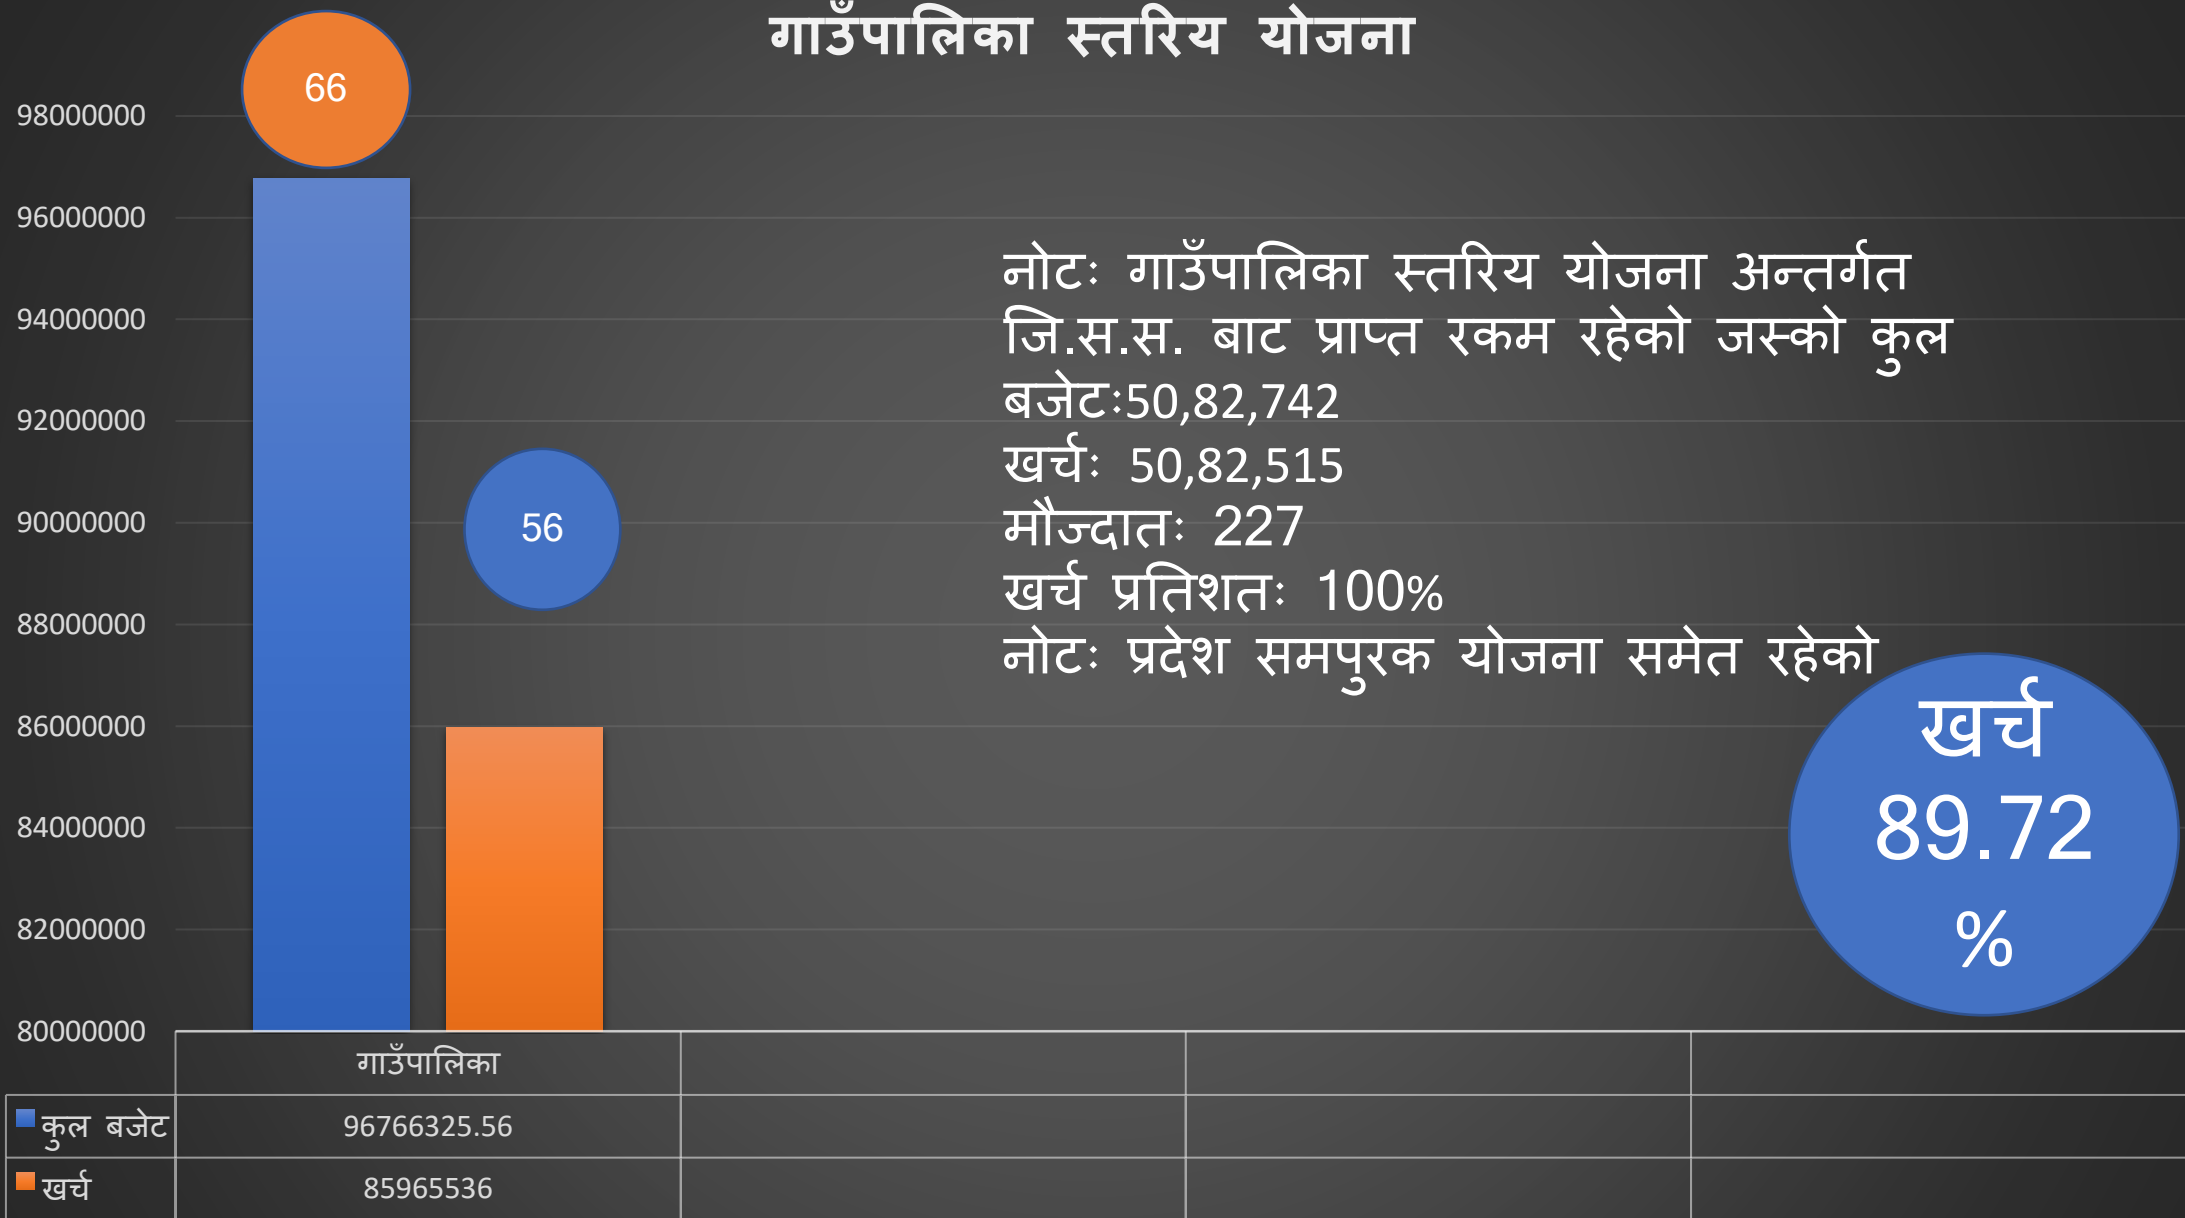 गाउँपालिका स्तरिय योजना
66
98000000
96000000
94000000
92000000
90000000
88000000
86000000
84000000
82000000
80000000
56
नोटः गाउँपालिका स्तरिय योजना अन्तर्गत
जि.स.स. बाट प्राप्त रकम रहेको जस्को कुल
बजेटः50,82,742
खर्चः 50,82,515
मौज्दातः 227
खर्च प्रतिशतः 100%
नोटः प्रदेश समपुरक योजना समेत रहेको
खर्च
89.72
%
गाउँपालिका
कुल बजेट 96766325.56
खर्च 85965536